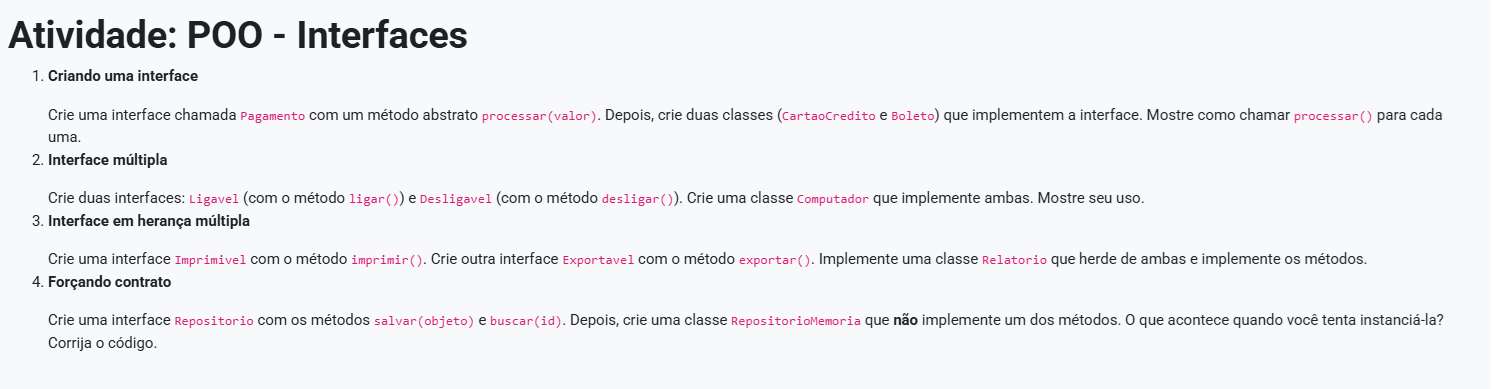 Atividade: POO - Interfaces
1. Criando uma interface
Crie uma interface chamada Pagamento com um método abstrato processar(valor). Depois, crie duas classes (CartaoCredito e Boleto) que implementem a interface. Mostre como chamar processar() para cada
uma.
2. Interface múltipla
Crie duas interfaces: Ligavel (com o método ligar()) e Desligavel (com o método desligar()). Crie uma classe Computador que implemente ambas. Mostre seu uso.
3. Interface em herança múltipla
Crie uma interface Imprimivel com o método imprimir(). Crie outra interface Exportavel com o método exportar(). Implemente uma classe Relatorio que herde de ambas e implemente os métodos.
4. Forçando contrato
Crie uma interface Repositorio com os métodos salvar(objeto) e buscar(id). Depois, crie uma classe RepositorioMemoria que não implemente um dos métodos. O que acontece quando você tenta instanciá-la?
Corrija o código.